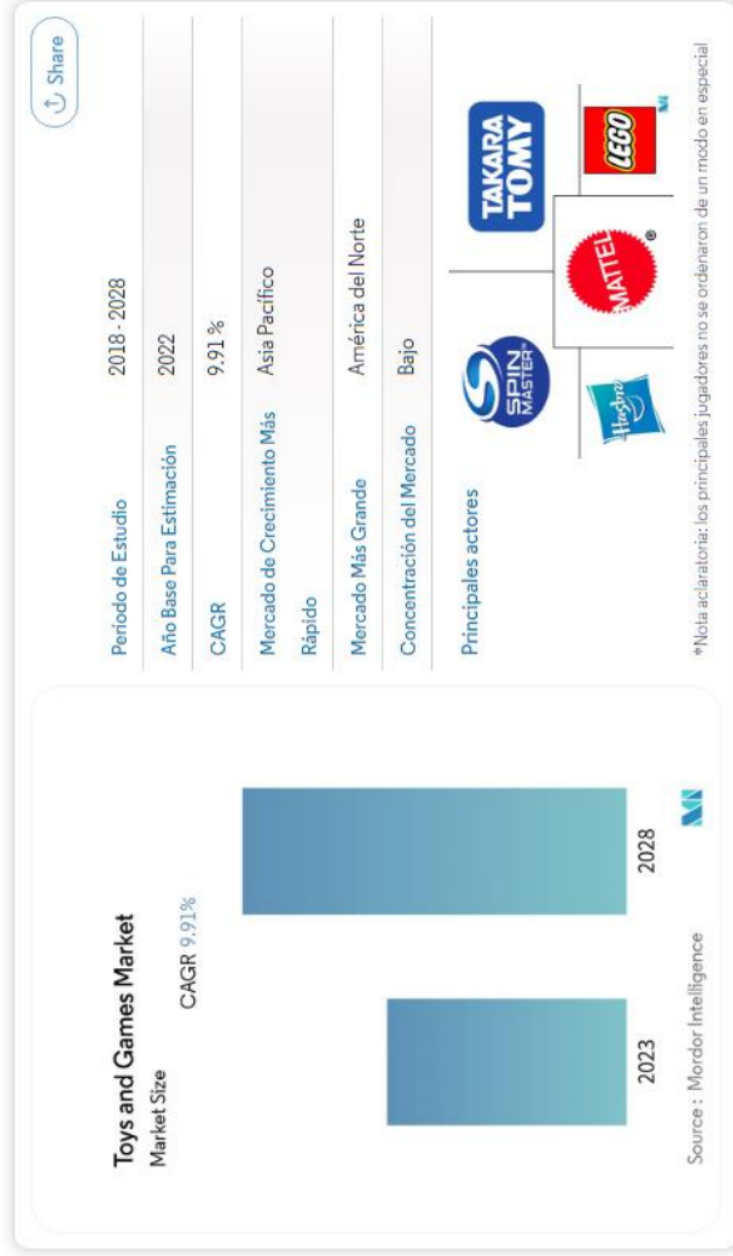 Share
Toys and Games Market
Market Size
CAGR 9.91%
2023
2028
Source : Mordor Intelligence
Período de Estudio
2018 - 2028
Año Base Para Estimación
2022
CAGR
9.91 %
Mercado de Crecimiento Más
Rápido
Asia Pacífico
Mercado Más Grande
América del Norte
Concentración del Mercado
Bajo
Principales actores
SPIN
MASTER™
TAKARA
TOMY
Hasbro
MATTEL
®
LEGO
*Nota aclaratoria: los principales jugadores no se ordenaron de un modo en especial